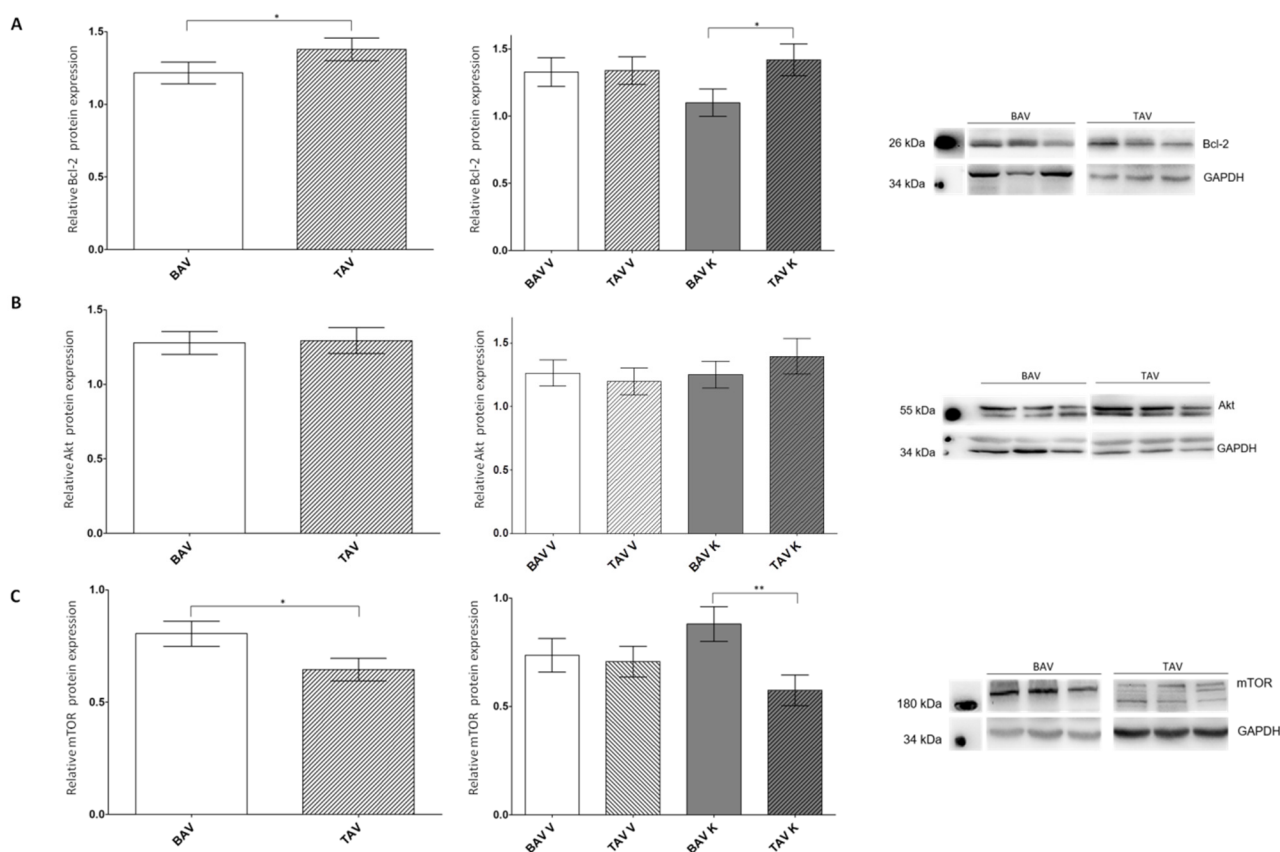 A
Relative Bcl-2 protein expression
1.5
1.0
0.5
0.0
*
BAV
TAV
Relative Bcl-2 protein expression
1.5
1.0
0.5
0.0
*
BAV V
TAV V
BAV K
TAV K
BAV TAV
26 kDa Bcl-2
34 kDa GAPDH
B
Relative Akt protein expression
1.5
1.0
0.5
0.0
BAV
TAV
Relative Akt protein expression
1.5
1.0
0.5
0.0
BAV V
TAV V
BAV K
TAV K
BAV TAV
55 kDa Akt
34 kDa GAPDH
C
Relative mTOR protein expression
1.0
0.5
0.0
*
BAV
TAV
Relative mTOR protein expression
1.0
0.5
0.0
**
BAV V
TAV V
BAV K
TAV K
BAV TAV
mTOR
180 kDa
34 kDa GAPDH